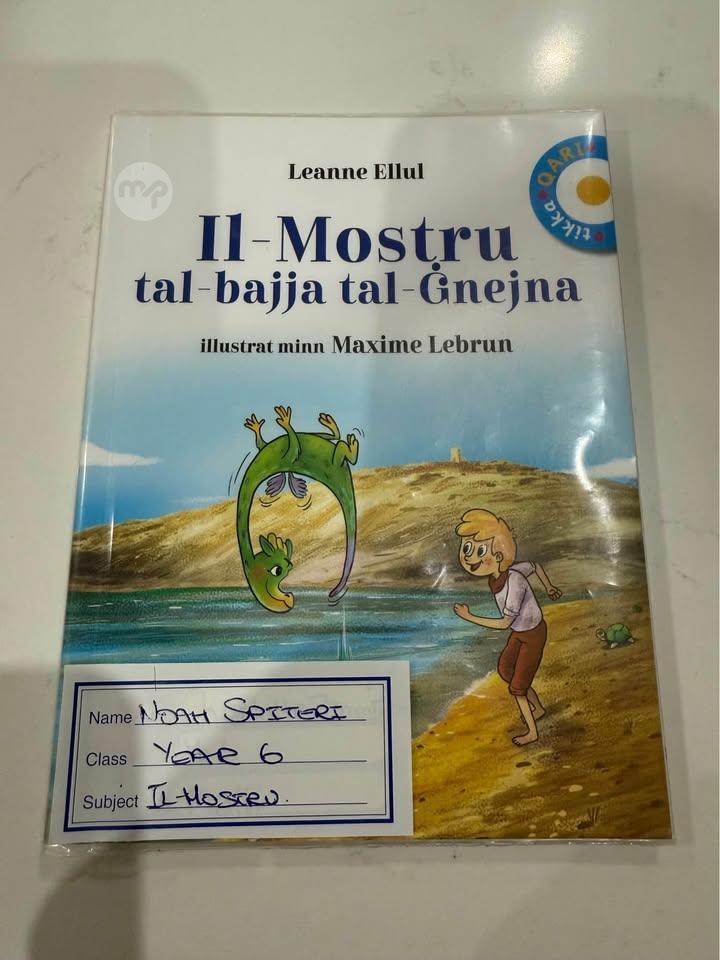 Leanne Ellul
QARI
tikka
mp
Il-Mostru
tal-bajja tal-Ġnejna
illustrat minn Maxime Lebrun
Name NOAH SPITERI
Class YEAR 6
Subject IL-MOSTRU.